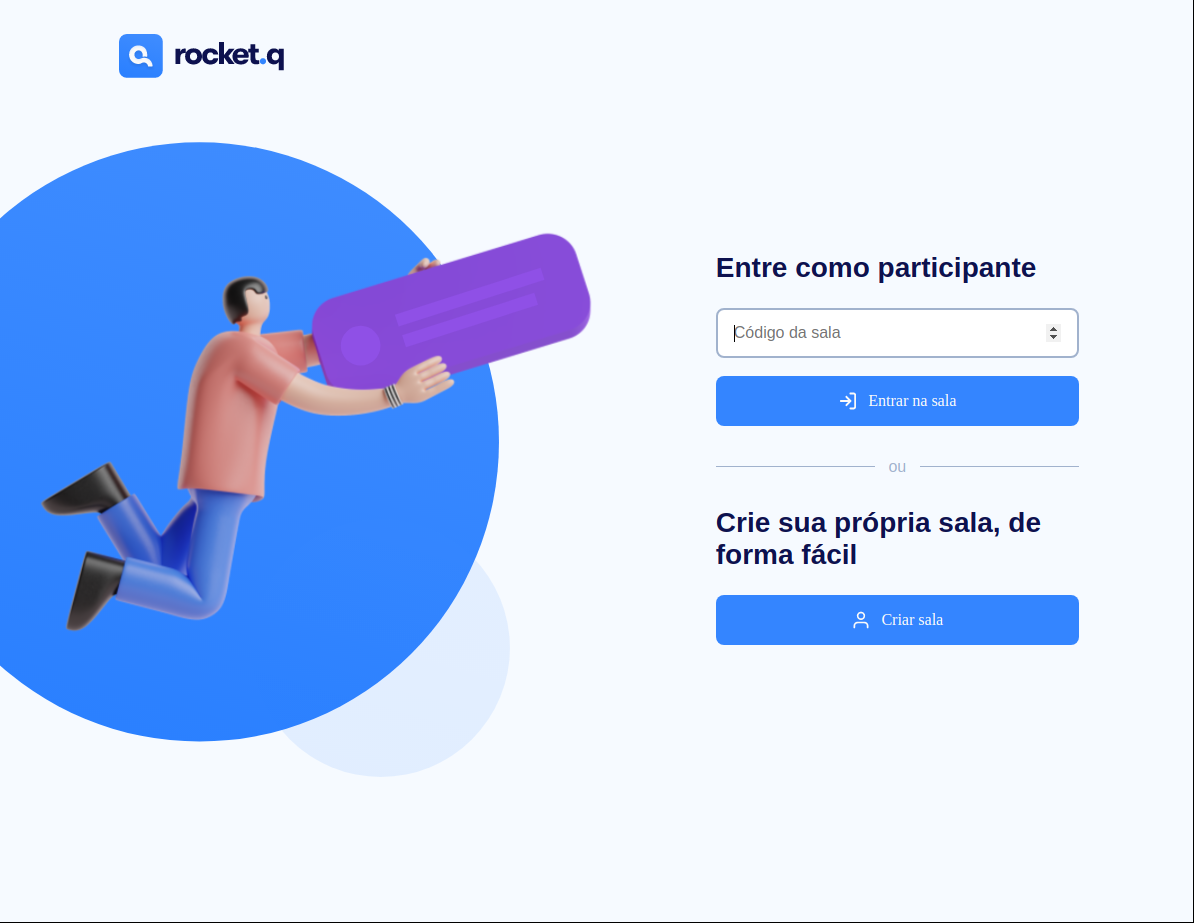 rocket.q
Entre como participante
Código da sala
Entrar na sala
ou
Crie sua própria sala, de
forma fácil
Criar sala